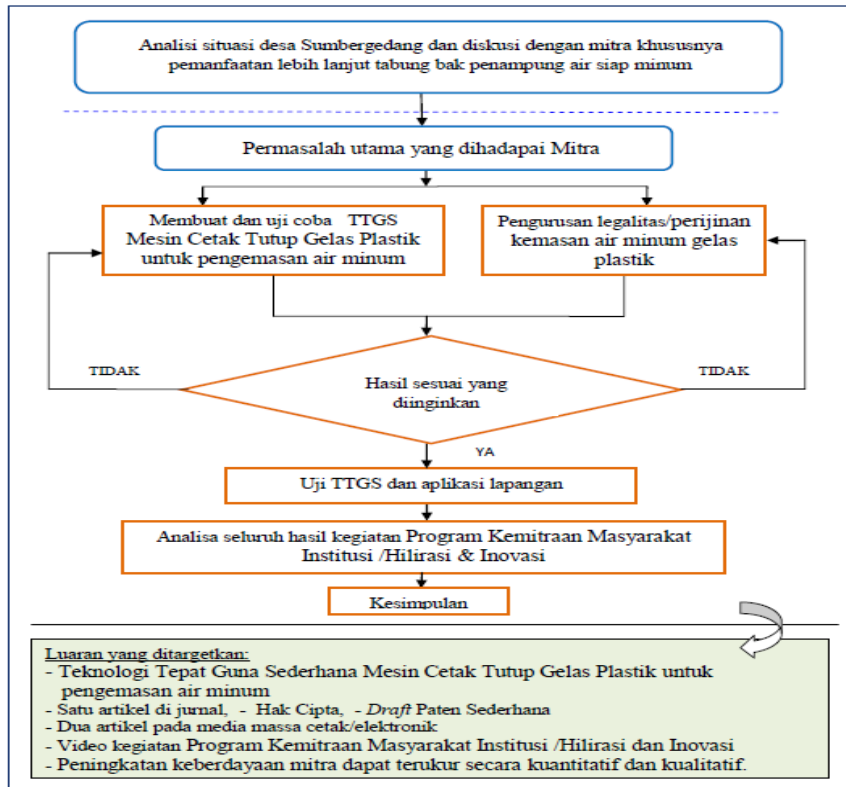 Analisi situasi desa Sumbergedang dan diskusi dengan mitra khususnya
pemanfaatan lebih lanjut tabung bak penampung air siap minum
Permasalah utama yang dihadapai Mitra
Membuat dan uji coba TTGS
Mesin Cetak Tutup Gelas Plastik
untuk pengemasan air minum
Pengurusan legalitas/perijinan
kemasan air minum gelas
plastik
TIDAK
Hasil sesuai yang
diinginkan
TIDAK
YA
Uji TTGS dan aplikasi lapangan
Analisa seluruh hasil kegiatan Program Kemitraan Masyarakat
Institusi /Hilirasi & Inovasi
Kesimpulan
Luaran yang ditargetkan:
- Teknologi Tepat Guna Sederhana Mesin Cetak Tutup Gelas Plastik untuk
pengemasan air minum
- Satu artikel di jurnal, - Hak Cipta, - Draft Paten Sederhana
- Dua artikel pada media massa cetak/elektronik
- Video kegiatan Program Kemitraan Masyarakat Institusi /Hilirasi dan Inovasi
- Peningkatan keberdayaan mitra dapat terukur secara kuantitatif dan kualitatif.